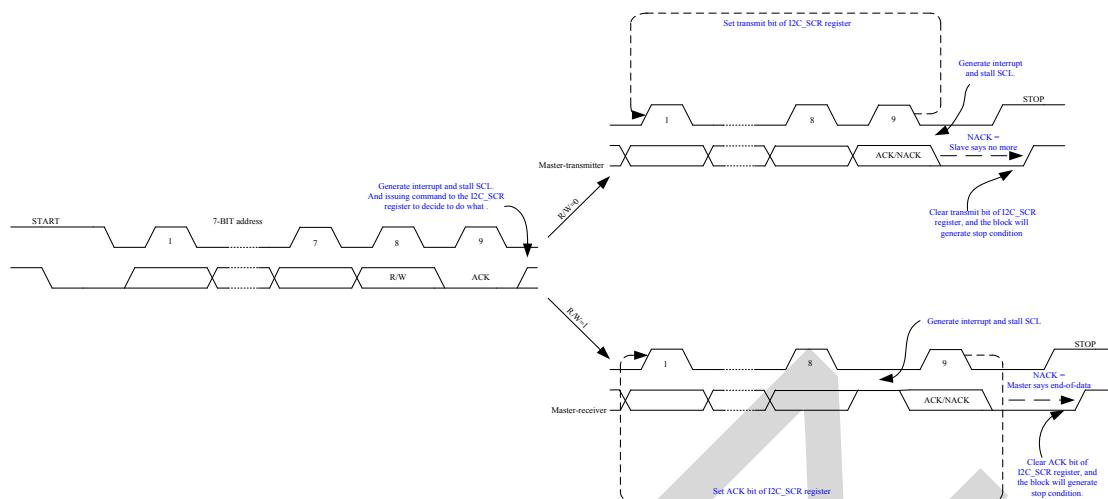 Set transmit bit of I2C_SCR register
Generate interrupt
and stall SCL.
STOP
1
8
9
NACK =
Slave says no more
Master-transmitter
ACK/NACK
Generate interrupt and stall SCL.
And issuing command to the I2C_SCR
register to decide to do what .
R/W=0
Clear transmit bit of I2C_SCR
register, and the block will
generate stop condition
START
7-BIT address
1
7
8
9
R/W
ACK
R/W=1
Generate interrupt and stall SCL
STOP
1
8
9
NACK =
Master says end-of-data
Master-receiver
ACK/NACK
Clear ACK bit of
I2C_SCR register, and
the block will generate
stop condition.
Set ACK bit of I2C_SCR register